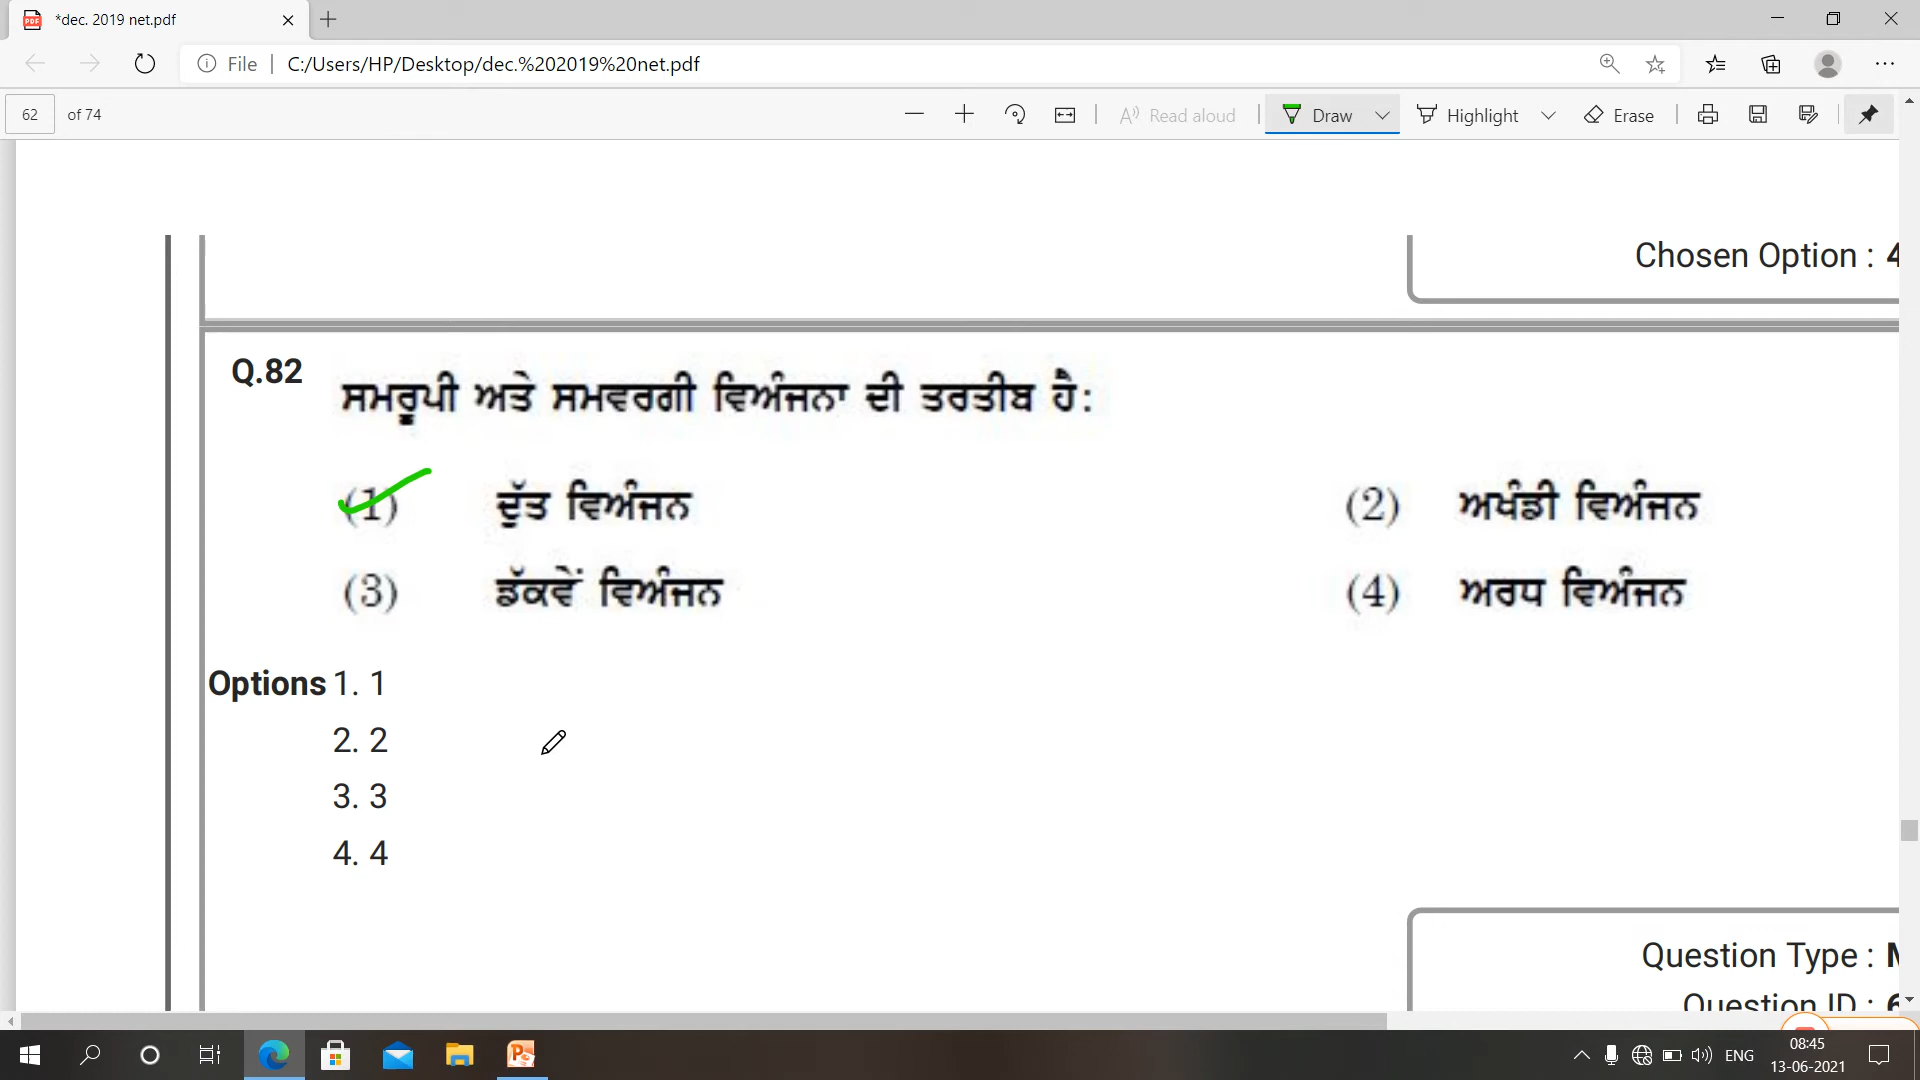 *dec. 2019 net.pdf
File
C:/Users/HP/Desktop/dec.%202019%20net.pdf
62 of 74
Read aloud
Draw
Highlight
Erase
Chosen Option : 4
Q.82 ਸਮਰੂਪੀ ਅਤੇ ਸਮਵਰਗੀ ਵਿਅੰਜਨਾ ਦੀ ਤਰਤੀਬ ਹੈ:
(1) ਦੁੱਤ ਵਿਅੰਜਨ (2) ਅਖੰਡੀ ਵਿਅੰਜਨ
(3) ਡੱਕਵੇਂ ਵਿਅੰਜਨ (4) ਅਰਧ ਵਿਅੰਜਨ
Options 1. 1
2. 2
3. 3
4. 4
Question Type :
Question ID : 6
ENG
08:45
13-06-2021